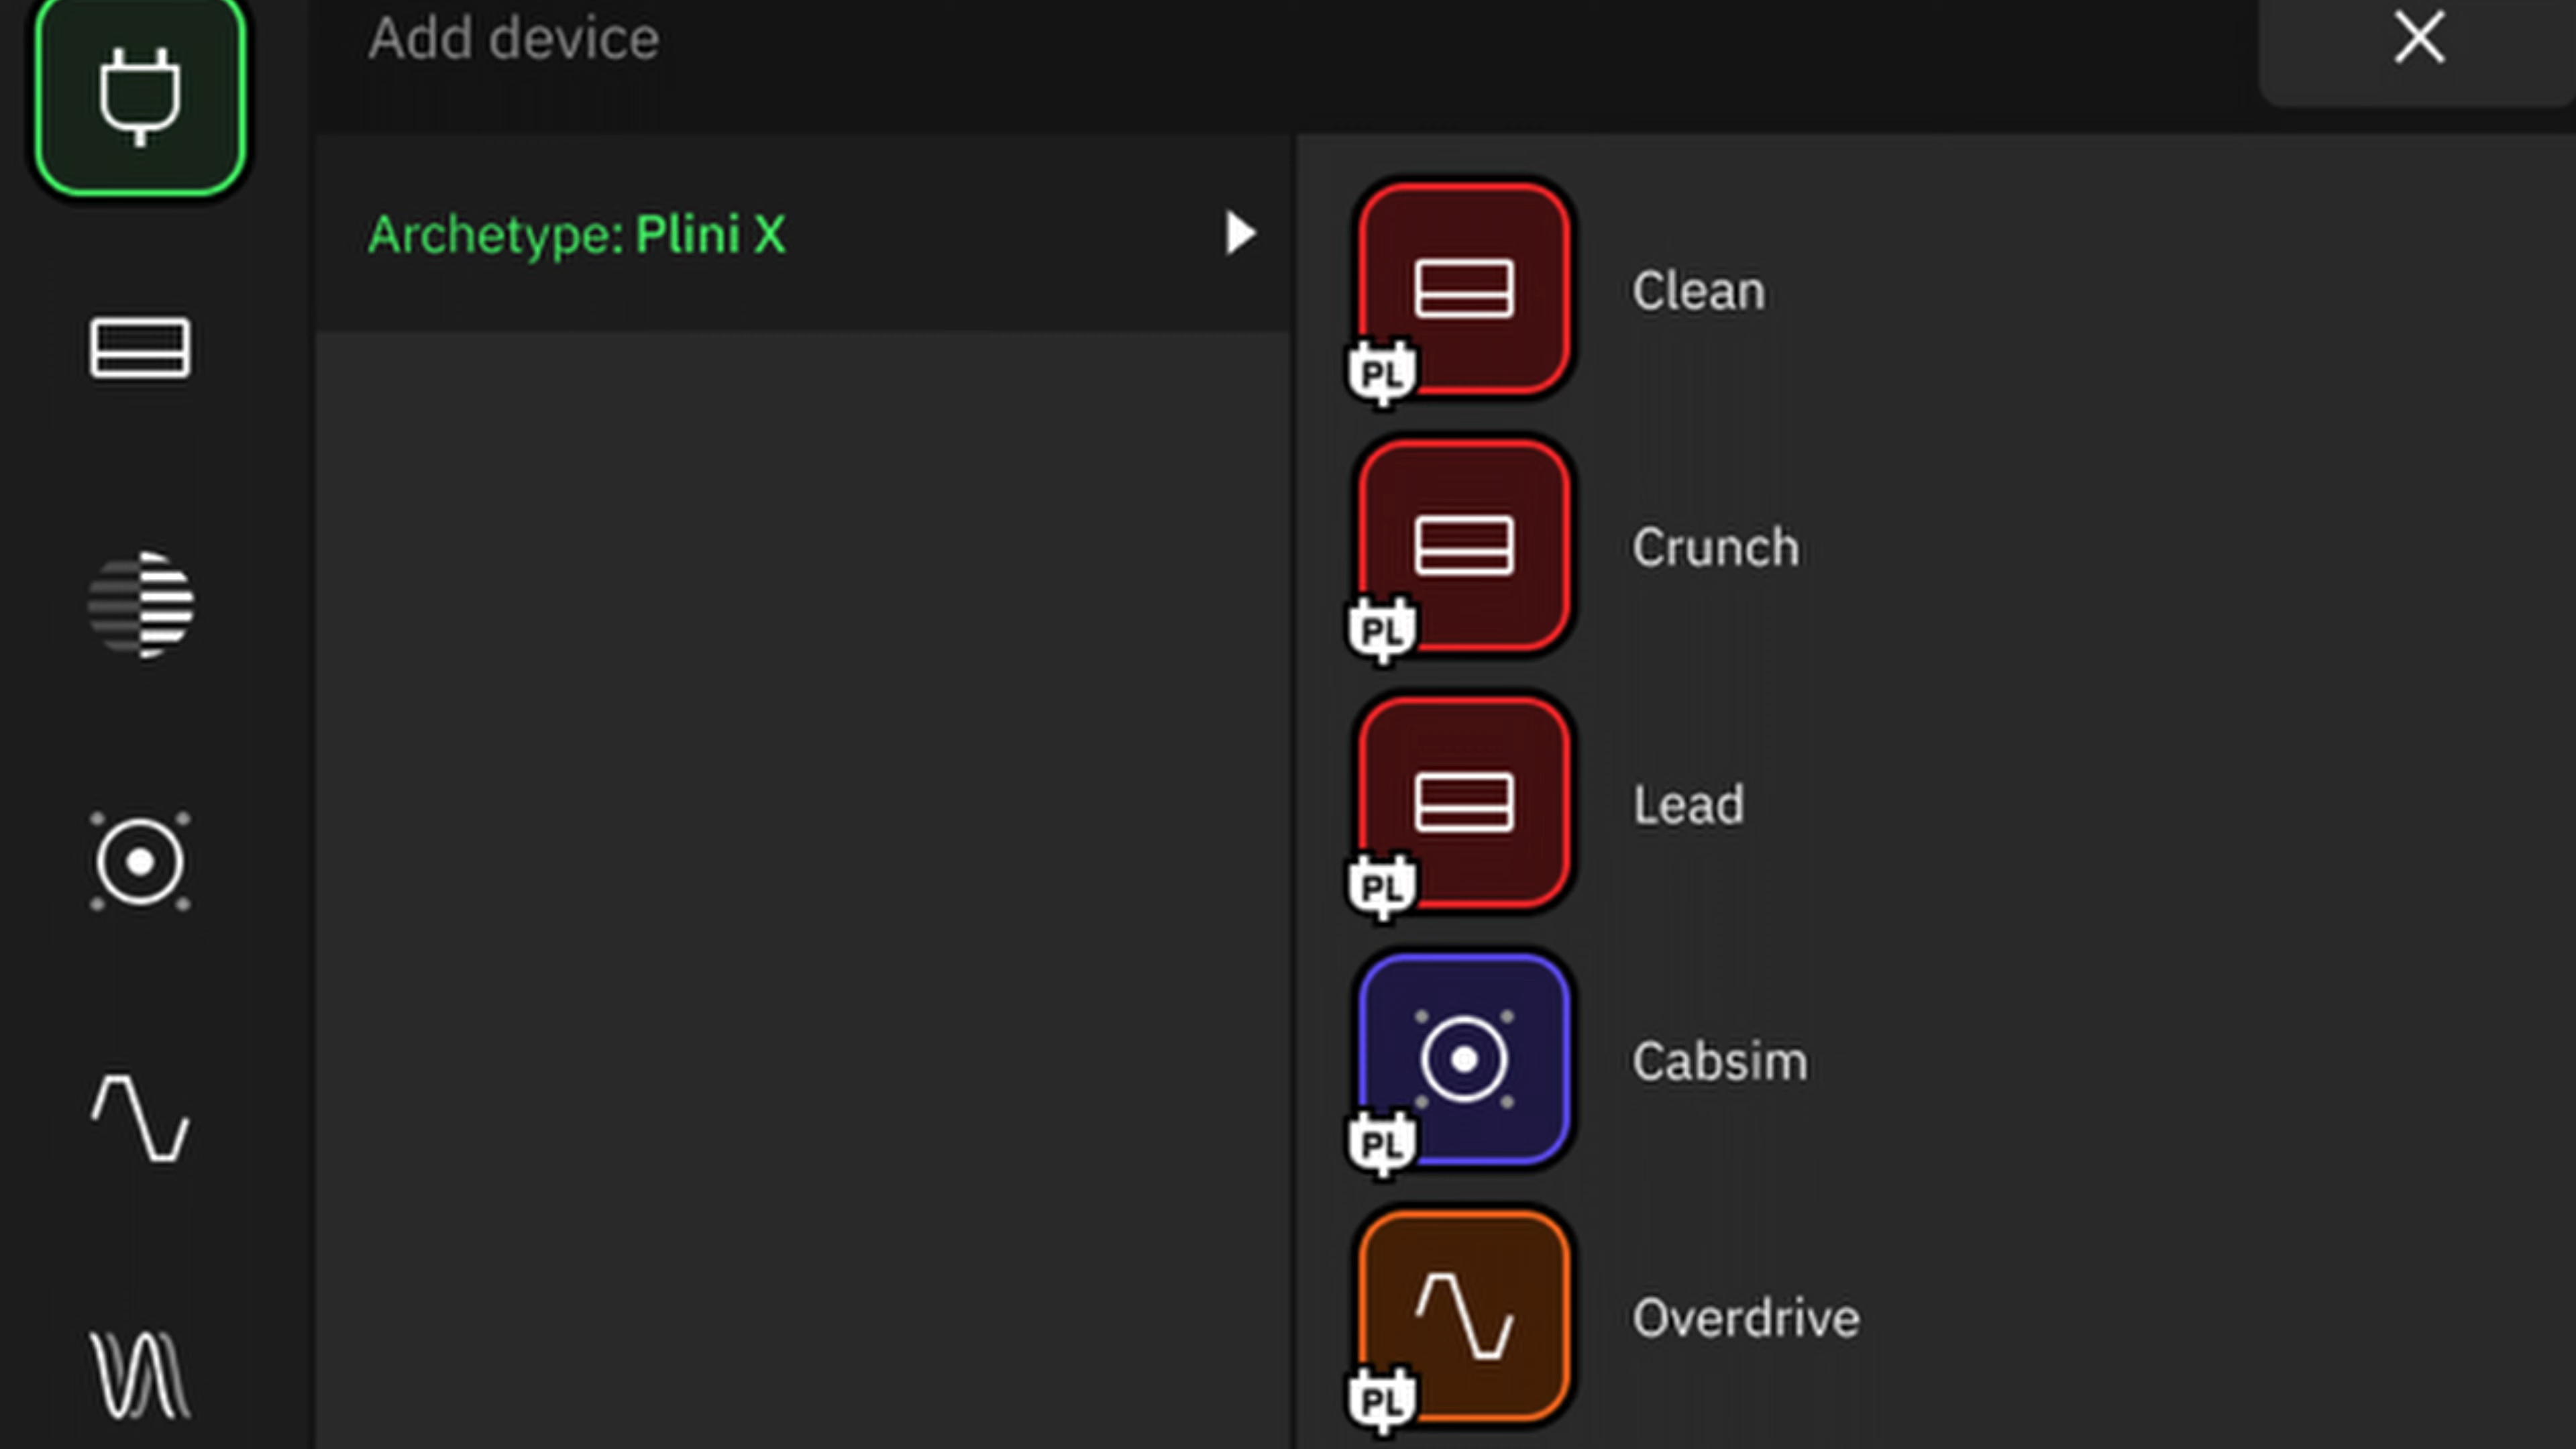 Add device
Archetype: Plini X
Clean
PL
Crunch
PL
Lead
PL
Cabsim
PL
Overdrive
PL